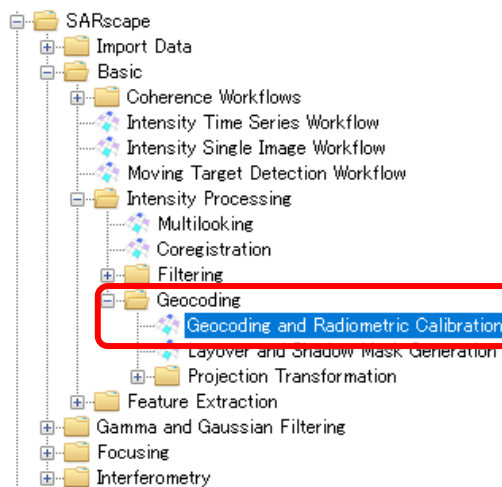 SARscape
Import Data
Basic
Coherence Workflows
Intensity Time Series Workflow
Intensity Single Image Workflow
Moving Target Detection Workflow
Intensity Processing
Multilooking
Coregistration
Filtering
Geocoding
Geocoding and Radiometric Calibration
Layover and Shadow Mask Generation
Projection Transformation
Feature Extraction
Gamma and Gaussian Filtering
Focusing
Interferometry